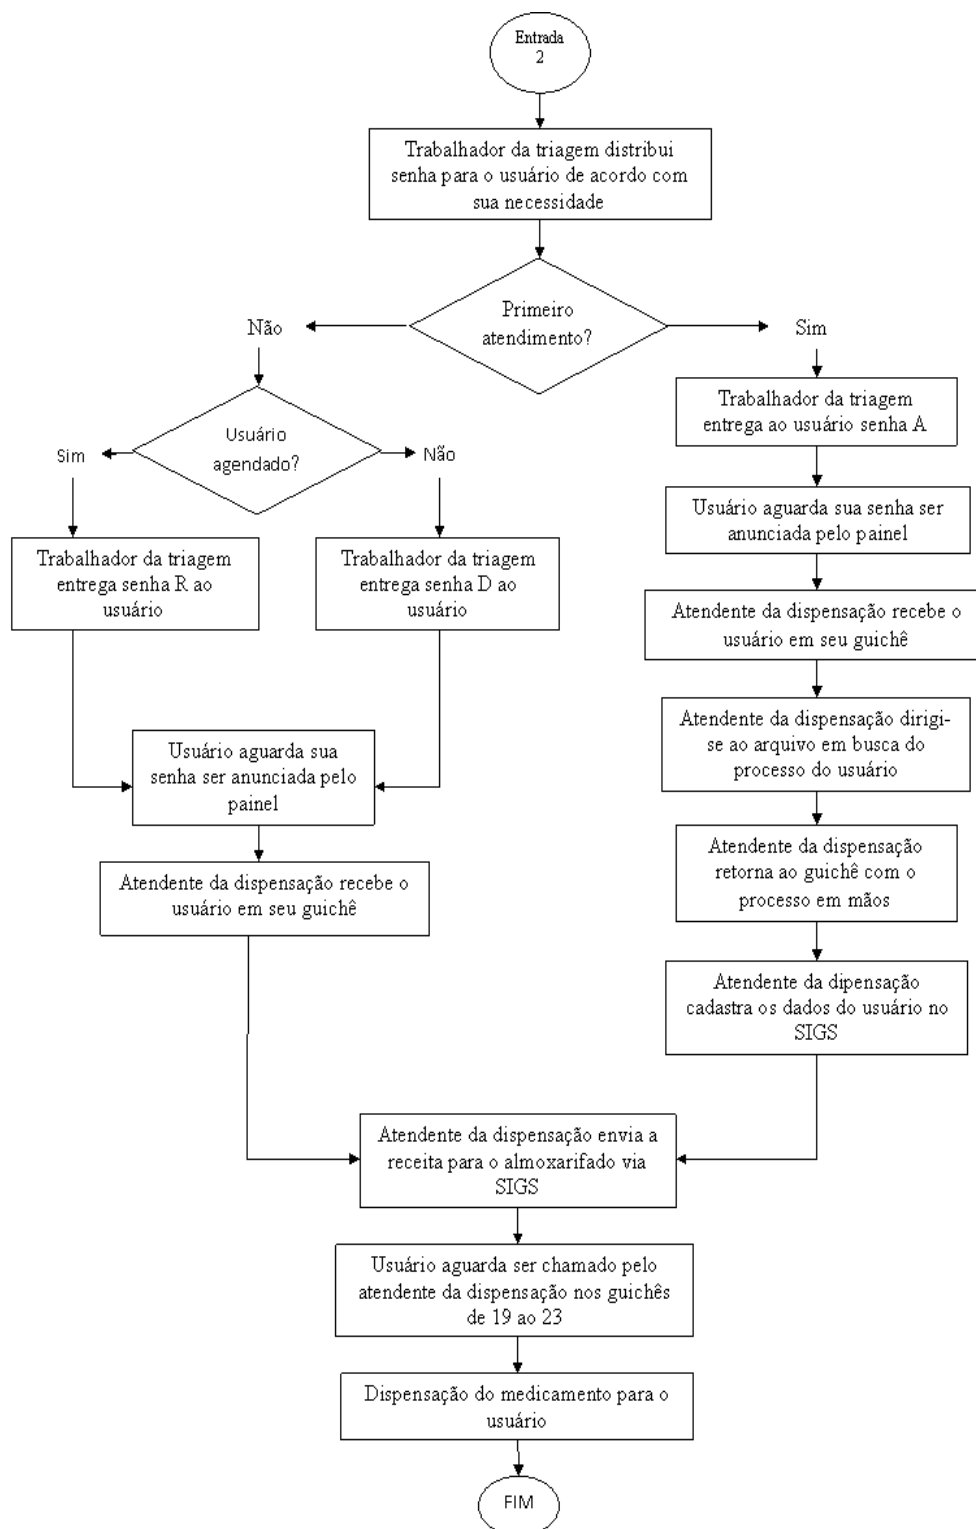 Entrada
2
Trabalhador da triagem distribui
senha para o usuário de acordo com
sua necessidade
Primeiro
atendimento?
Não
Sim
Trabalhador da triagem
entrega ao usuário senha A
Usuário
agendado?
Sim
Não
Usuário aguarda sua senha ser
anunciada pelo painel
Trabalhador da triagem
entrega senha R ao
usuário
Trabalhador da triagem
entrega senha D ao
usuário
Atendente da dispensação recebe o
usuário em seu guichê
Atendente da dispensação dirigi-
se ao arquivo em busca do
processo do usuário
Usuário aguarda sua
senha ser anunciada pelo
painel
Atendente da dispensação
retorna ao guichê com o
processo em mãos
Atendente da dispensação recebe o
usuário em seu guichê
Atendente da dipensação
cadastra os dados do usuário no
SIGS
Atendente da dispensação envia a
receita para o almoxarifado via
SIGS
Usuário aguarda ser chamado pelo
atendente da dispensação nos guichês
de 19 ao 23
Dispensação do medicamento para o
usuário
FIM